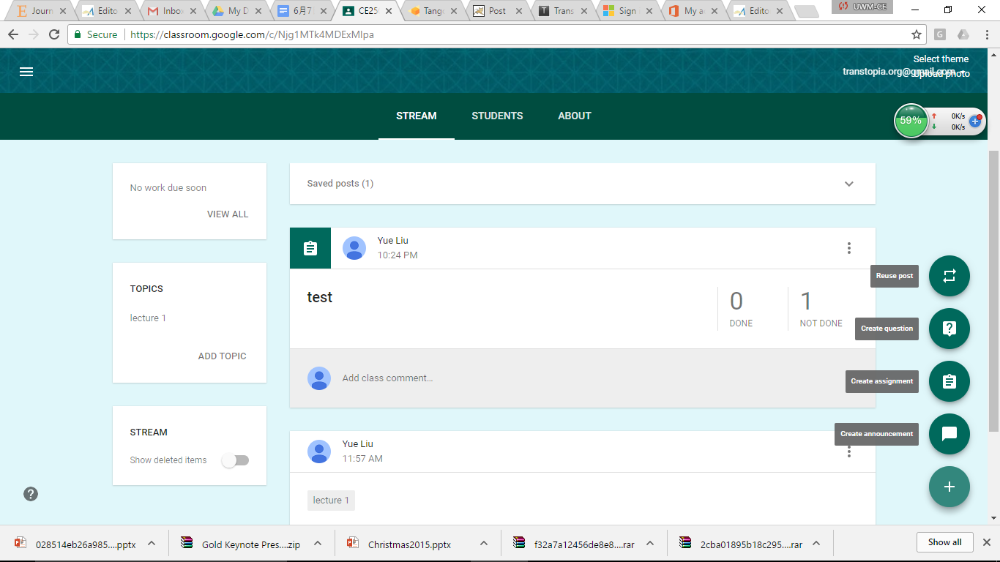 Journ
Edito
Inbo
My D
6月7
CE25
Tang
Post
Trans
Sign
My a
Edito
UWM-CE
Secure
https://classroom.google.com/c/Njg1MTk4MDExMlpa
Select theme
transtopia.org@gmail.com
Upload photo
STREAM
STUDENTS
ABOUT
59%
0K/s
0K/s
No work due soon
VIEW ALL
Saved posts (1)
Yue Liu
10:24 PM
TOPICS
lecture 1
ADD TOPIC
test
0
DONE
1
NOT DONE
Add class comment...
Reuse post
Create question
Create assignment
Create announcement
STREAM
Show deleted items
Yue Liu
11:57 AM
lecture 1
028514eb26a985....pptx
Gold Keynote Pres....zip
Christmas2015.pptx
f32a7a12456de8e8....rar
2cba01895b18c295....rar
Show all